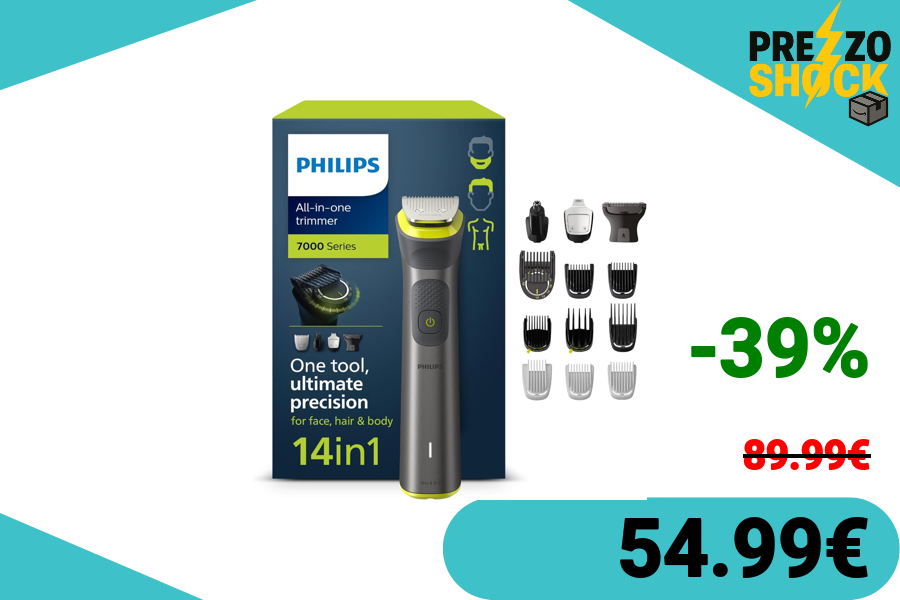 PREZZO
SHOCK
PHILIPS
All-in-one
trimmer
7000 Series
One tool,
ultimate
precision
for face, hair & body
14in1
PHILIPS
-39%
89.99€
54.99€